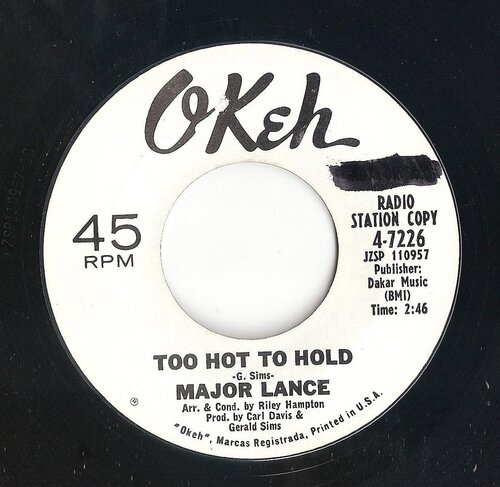 OKeh
45
RPM
RADIO
STATION COPY
4-7226
JZSP 110957
Publisher:
Dakar Music
(BMI)
Time: 2:46
TOO HOT TO HOLD
-G. Sims-
MAJOR LANCE
Arr. & Cond. by Riley Hampton
Prod. by Carl Davis &
Gerald Sims
"Okeh", Marcas Registrada, Printed in U.S.A.